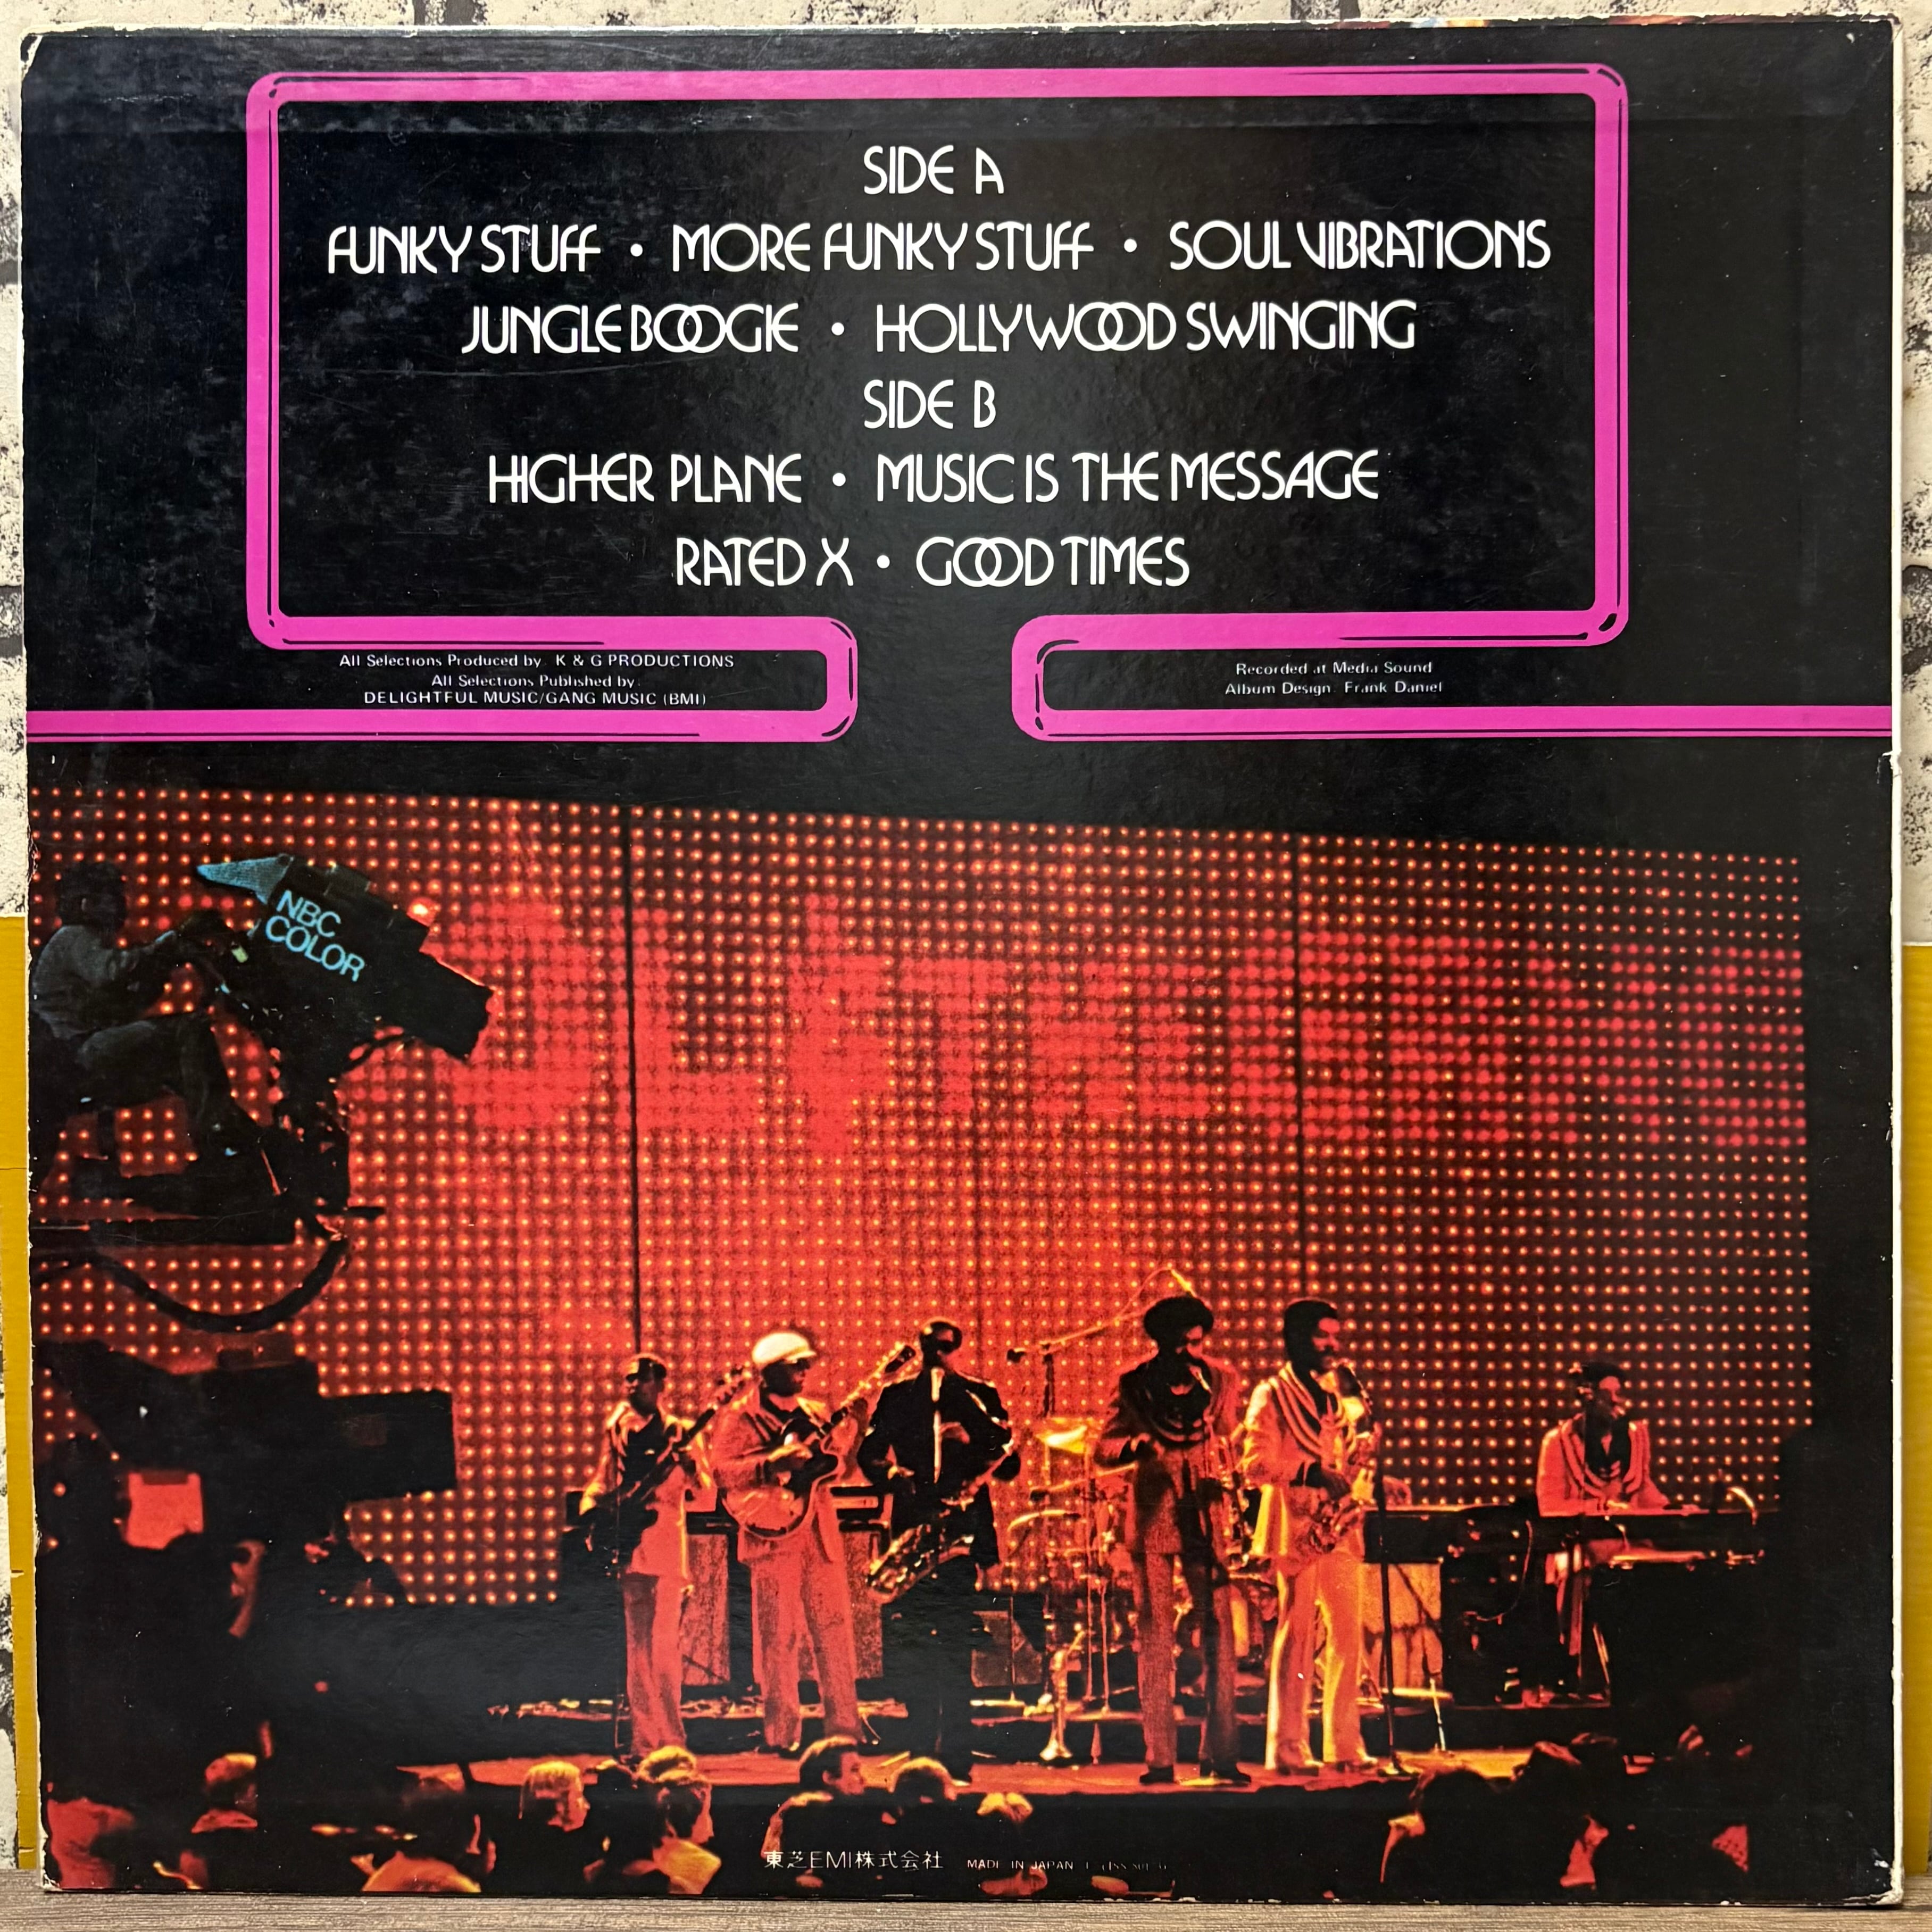 SIDE A
FUNKY STUFF • MORE FUNKY STUFF • SOUL VIBRATIONS
JUNGLE BOOGIE • HOLLYWOOD SWINGING
SIDE B
HIGHER PLANE • MUSIC IS THE MESSAGE
RATED X • GOOD TIMES
All Selections Produced by: K & G PRODUCTIONS
All Selections Published by:
DELIGHTFUL MUSIC/GANG MUSIC (BMI)
Recorded at Media Sound
Album Design: Frank Daniel
NBC
COLOR
東芝EMI株式会社 MADE IN JAPAN